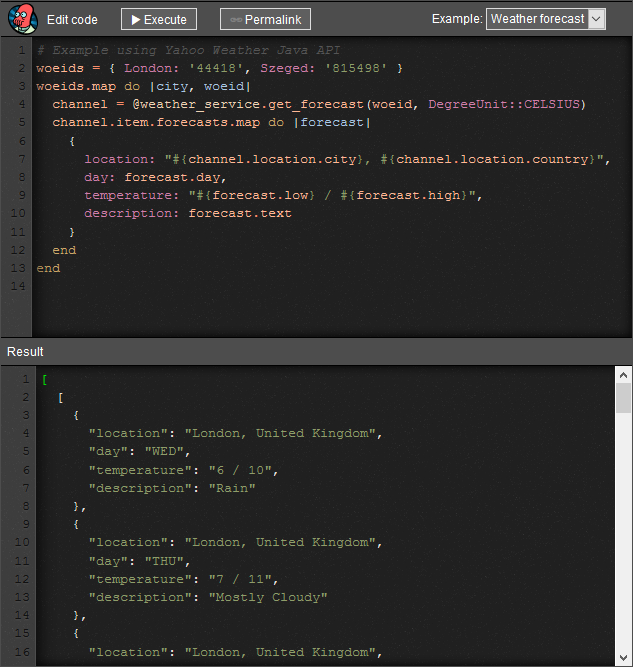 Edit code
Execute
Permalink
Example: Weather forecast
1 # Example using Yahoo Weather Java API
2 woeids = { London: '44418', Szeged: '815498' }
3 woeids.map do |city, woeid|
4   channel = @weather_service.get_forecast(woeid, DegreeUnit::CELSIUS)
5   channel.item.forecasts.map do |forecast|
6     {
7       location: "#{channel.location.city}, #{channel.location.country}",
8       day: forecast.day,
9       temperature: "#{forecast.low} / #{forecast.high}",
10       description: forecast.text
11     }
12   end
13 end
14
Result
1 [
2   [
3     {
4       "location": "London, United Kingdom",
5       "day": "WED",
6       "temperature": "6 / 10",
7       "description": "Rain"
8     },
9     {
10       "location": "London, United Kingdom",
11       "day": "THU",
12       "temperature": "7 / 11",
13       "description": "Mostly Cloudy"
14     },
15     {
16       "location": "London, United Kingdom",